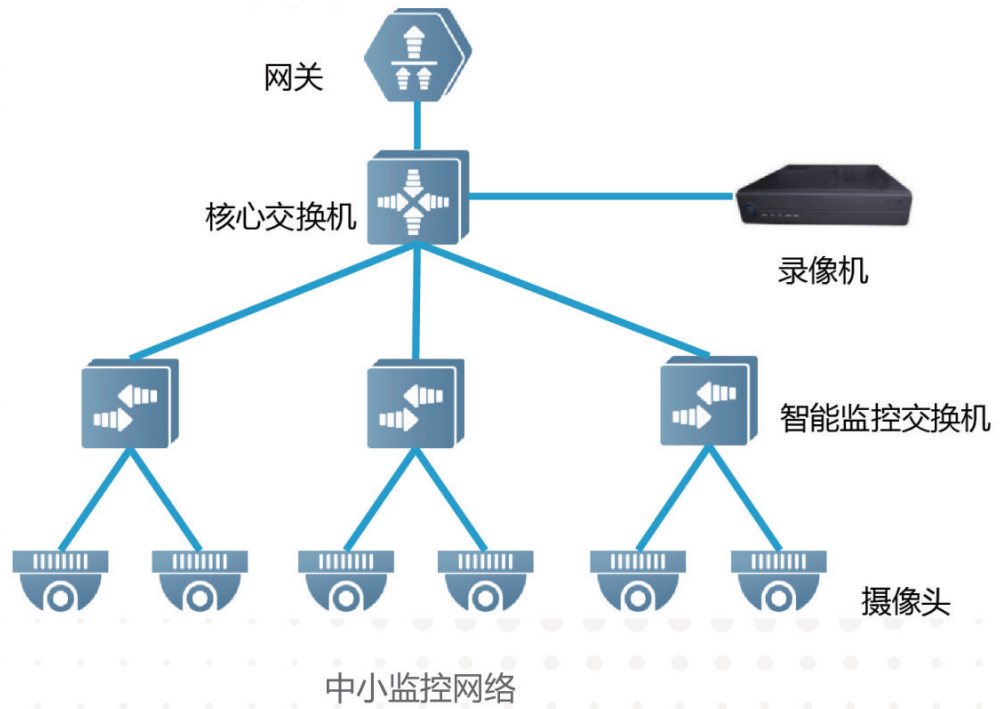 网关
核心交换机
录像机
智能监控交换机
摄像头
中小监控网络